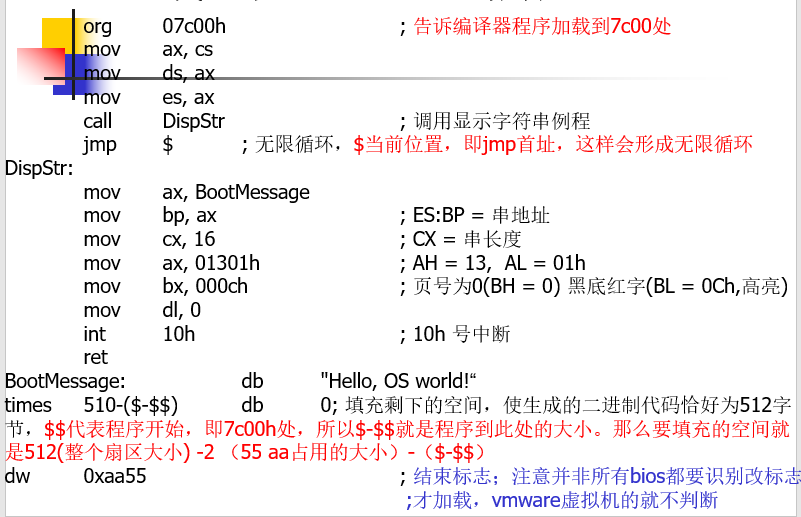 org 07c00h ; 告诉编译器程序加载到7c00处
mov ax, cs
mov ds, ax
mov es, ax
call DispStr ; 调用显示字符串例程
jmp $ ; 无限循环，$当前位置，即jmp首址，这样会形成无限循环
DispStr:
mov ax, BootMessage
mov bp, ax ; ES:BP = 串地址
mov cx, 16 ; CX = 串长度
mov ax, 01301h ; AH = 13, AL = 01h
mov bx, 000ch ; 页号为0(BH = 0) 黑底红字(BL = 0Ch,高亮)
mov dl, 0
int 10h ; 10h 号中断
ret
BootMessage: db "Hello, OS world!“
times 510-($-$$) db 0; 填充剩下的空间，使生成的二进制代码恰好为512字
节，$$代表程序开始，即7c00h处，所以$-$$就是程序到此处的大小。那么要填充的空间就
是512(整个扇区大小) -2 （55 aa占用的大小）-（$-$$）
dw 0xaa55 ; 结束标志；注意并非所有bios都要识别改标志
;才加载，vmware虚拟机的就不判断